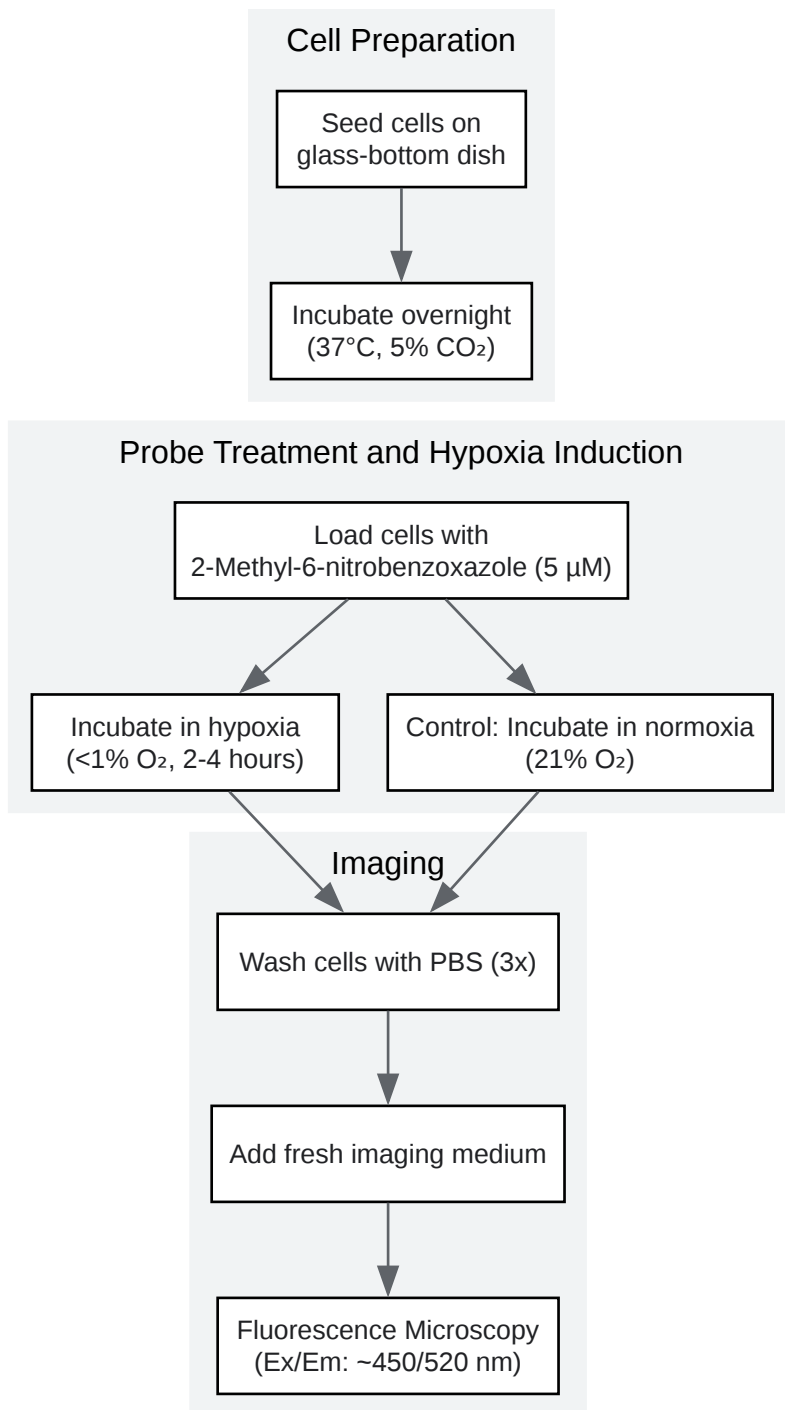 Cell Preparation
Seed cells on
glass-bottom dish
Incubate overnight
(37°C, 5% CO₂)
Probe Treatment and Hypoxia Induction
Load cells with
2-Methyl-6-nitrobenzoxazole (5 µM)
Incubate in hypoxia
(<1% O₂, 2-4 hours)
Control: Incubate in normoxia
(21% O₂)
Imaging
Wash cells with PBS (3x)
Add fresh imaging medium
Fluorescence Microscopy
(Ex/Em: ~450/520 nm)